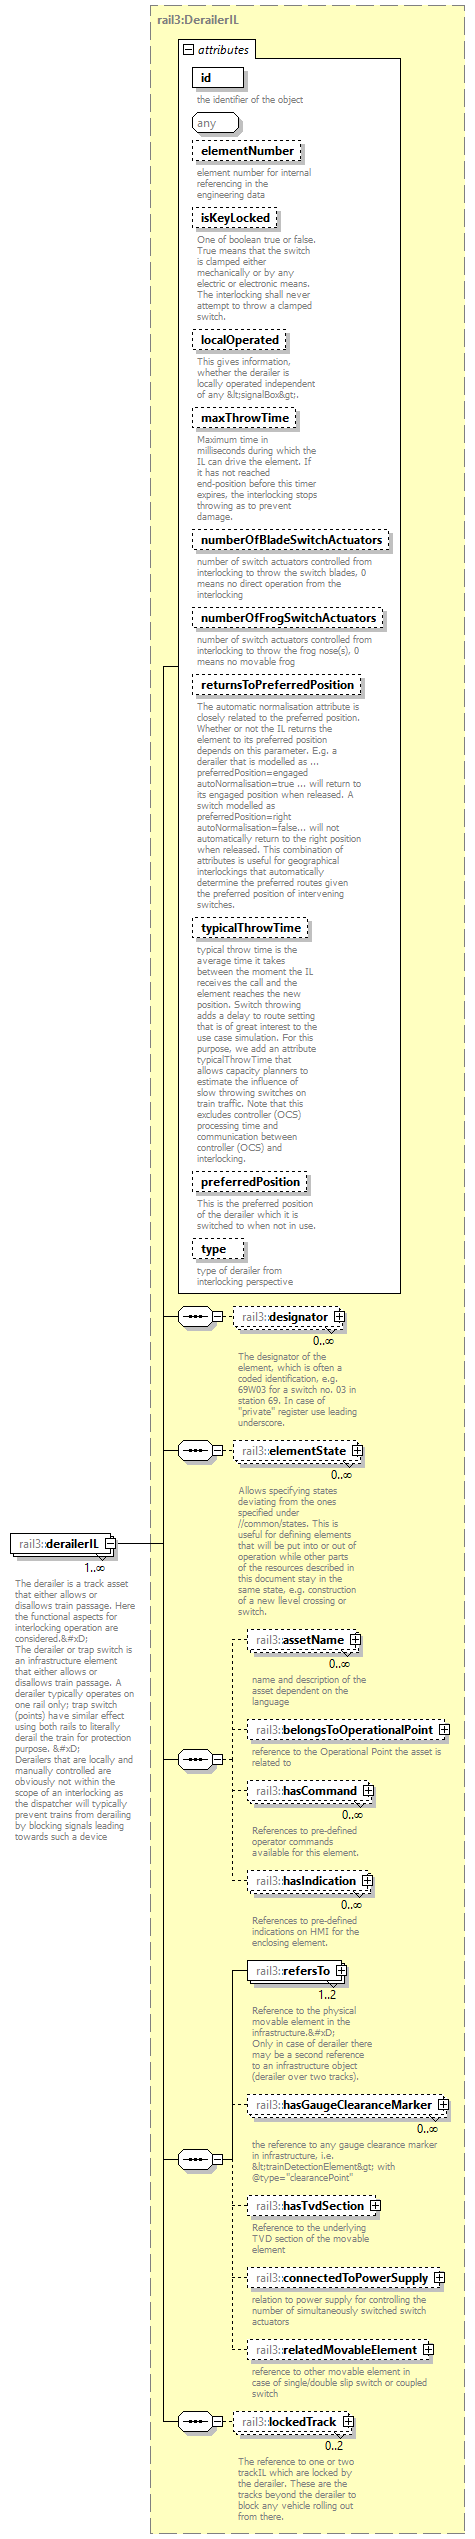 rail3:DerailerIL
attributes
id
the identifier of the object
any
elementNumber
element number for internal
referencing in the
engineering data
isKeyLocked
One of boolean true or false.
True means that the switch
is clamped either
mechanically or by any
electric or electronic means.
The interlocking shall never
attempt to throw a clamped
switch.
localOperated
This gives information,
whether the derailer is
locally operated independent
of any &lt;signalBox&gt;.
maxThrowTime
Maximum time in
milliseconds during which the
IL can drive the element. If
it has not reached
end-position before this timer
expires, the interlocking stops
throwing as to prevent
damage.
numberOfBladeSwitchActuators
number of switch actuators controlled from
interlocking to throw the switch blades, 0
means no direct operation from the
interlocking
numberOfFrogSwitchActuators
number of switch actuators controlled from
interlocking to throw the frog nose(s), 0
means no movable frog
returnsToPreferredPosition
The automatic normalisation attribute is
closely related to the preferred position.
Whether or not the IL returns the
element to its preferred position
depends on this parameter. E.g. a
derailer that is modelled as ...
preferredPosition=engaged
autoNormalisation=true ... will return to
its engaged position when released. A
switch modelled as
preferredPosition=right
autoNormalisation=false... will not
automatically return to the right position
when released. This combination of
attributes is useful for geographical
interlockings that automatically
determine the preferred routes given
the preferred position of intervening
switches.
typicalThrowTime
typical throw time is the
average time it takes
between the moment the IL
receives the call and the
element reaches the new
position. Switch throwing
adds a delay to route setting
that is of great interest to the
use case simulation. For this
purpose, we add an attribute
typicalThrowTime that
allows capacity planners to
estimate the influence of
slow throwing switches on
train traffic. Note that this
excludes controller (OCS)
processing time and
communication between
controller (OCS) and
interlocking.
preferredPosition
This is the preferred position
of the derailer which it is
switched to when not in use.
type
type of derailer from
interlocking perspective
rail3:designator
0..∞
The designator of the
element, which is often a
coded identification, e.g.
69W03 for a switch no. 03 in
station 69. In case of
"private" register use leading
underscore.
rail3:elementState
0..∞
Allows specifying states
deviating from the ones
specified under
//common/states. This is
useful for defining elements
that will be put into or out of
operation while other parts
of the resources described in
this document stay in the
same state, e.g. construction
of a new llevel crossing or
switch.
rail3:derailerIL
1..∞
The derailer is a track asset
that either allows or
disallows train passage. Here
the functional aspects for
interlocking operation are
considered.&#xD;
The derailer or trap switch is
an infrastructure element
that either allows or
disallows train passage. A
derailer typically operates on
one rail only; trap switch
(points) have similar effect
using both rails to literally
derail the train for protection
purpose. &#xD;
Derailers that are locally and
manually controlled are
obviously not within the
scope of an interlocking as
the dispatcher will typically
prevent trains from derailing
by blocking signals leading
towards such a device
rail3:assetName
0..∞
name and description of the
asset dependent on the
language
rail3:belongsToOperationalPoint
reference to the Operational Point the asset is
related to
rail3:hasCommand
0..∞
References to pre-defined
operator commands
available for this element.
rail3:hasIndication
0..∞
References to pre-defined
indications on HMI for the
enclosing element.
rail3:refersTo
1..2
Reference to the physical
movable element in the
infrastructure.&#xD;
Only in case of derailer there
may be a second reference
to an infrastructure object
(derailer over two tracks).
rail3:hasGaugeClearanceMarker
0..∞
the reference to any gauge clearance marker
in infrastructure, i.e.
&lt;trainDetectionElement&gt; with
@type="clearancePoint"
rail3:hasTvdSection
Reference to the underlying
TVD section of the movable
element
rail3:connectedToPowerSupply
relation to power supply for controlling the
number of simultaneously switched switch
actuators
rail3:relatedMovableElement
reference to other movable element in
case of single/double slip switch or coupled
switch
rail3:lockedTrack
0..2
The reference to one or two
trackIL which are locked by
the derailer. These are the
tracks beyond the derailer to
block any vehicle rolling out
from there.